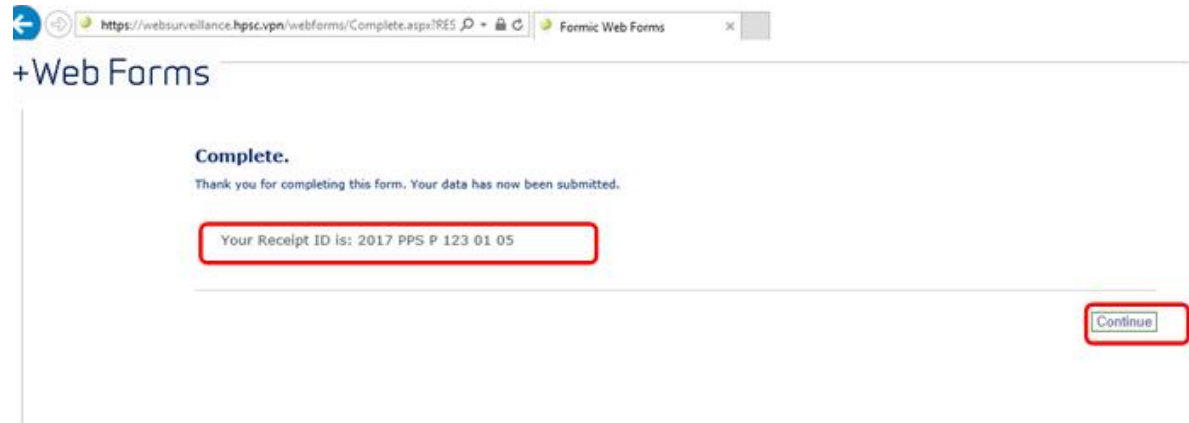 https://websurveillance.hpsc.vpn/webforms/Complete.aspx?RES
Formic Web Forms
+Web Forms
Complete.
Thank you for completing this form. Your data has now been submitted.
Your Receipt ID is: 2017 PPS P 123 01 05
Continue